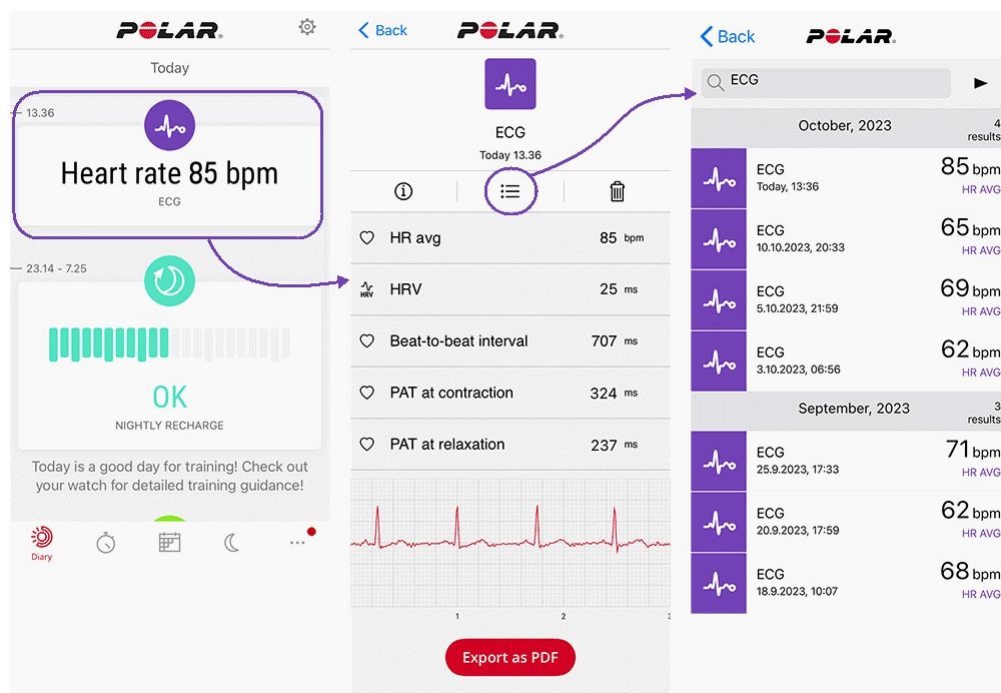 POLAR.
Today
13.36
Heart rate 85 bpm
ECG
23.14 - 7.25
OK
NIGHTLY RECHARGE
Today is a good day for training! Check out
your watch for detailed training guidance!
Diary
Back
POLAR.
ECG
Today 13.36
HR avg 85 bpm
HRV HRV 25 ms
Beat-to-beat interval 707 ms
PAT at contraction 324 ms
PAT at relaxation 237 ms
1 2 3
Export as PDF
Back
POLAR.
ECG
October, 2023 4
results
ECG 85 bpm
Today, 13:36 HR AVG
ECG 65 bpm
10.10.2023, 20:33 HR AVG
ECG 69 bpm
5.10.2023, 21:59 HR AVG
ECG 62 bpm
3.10.2023, 06:56 HR AVG
September, 2023 3
results
ECG 71 bpm
25.9.2023, 17:33 HR AVG
ECG 62 bpm
20.9.2023, 17:59 HR AVG
ECG 68 bpm
18.9.2023, 10:07 HR AVG